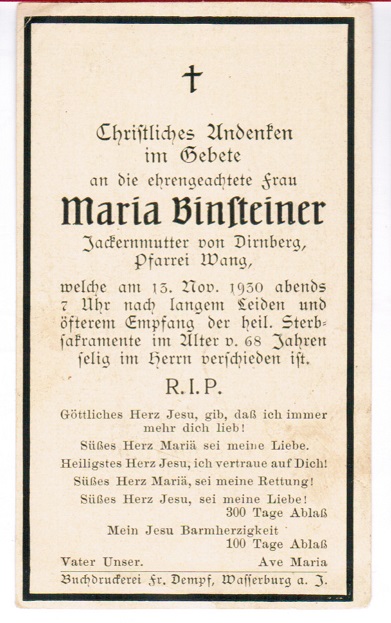 Christliches Andenken
im Gebete
an die ehrengeachtete Frau
Maria Binsteiner
Jackernmutter von Dirnberg,
Pfarrei Wang,
welche am 13. Nov. 1930 abends
7 Uhr nach langem Leiden und
öfterem Empfang der heil. Sterb-
sakramente im Alter v. 68 Jahren
selig im Herrn verschieden ist.
R.I.P.
Göttliches Herz Jesu, gib, daß ich immer
mehr dich lieb!
Süßes Herz Mariä sei meine Liebe.
Heiligstes Herz Jesu, ich vertraue auf Dich!
Süßes Herz Mariä, sei meine Rettung!
Süßes Herz Jesu, sei meine Liebe!
300 Tage Ablaß
Mein Jesu Barmherzigkeit
100 Tage Ablaß
Vater Unser. Ave Maria
Buchdruckerei Fr. Dempf, Wasserburg a. J.